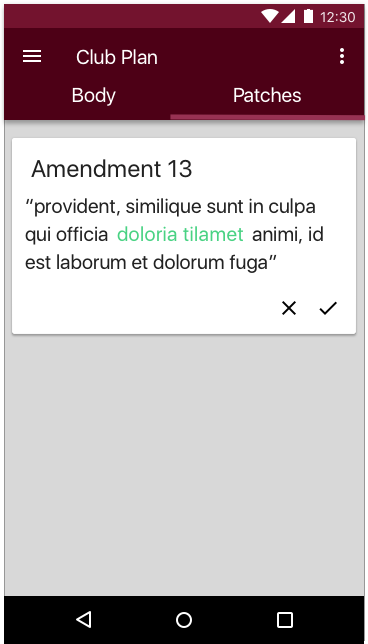 12:30
Club Plan
Body Patches
Amendment 13
“provident, similique sunt in culpa
qui officia doloria tilamet animi, id
est laborum et dolorum fuga”